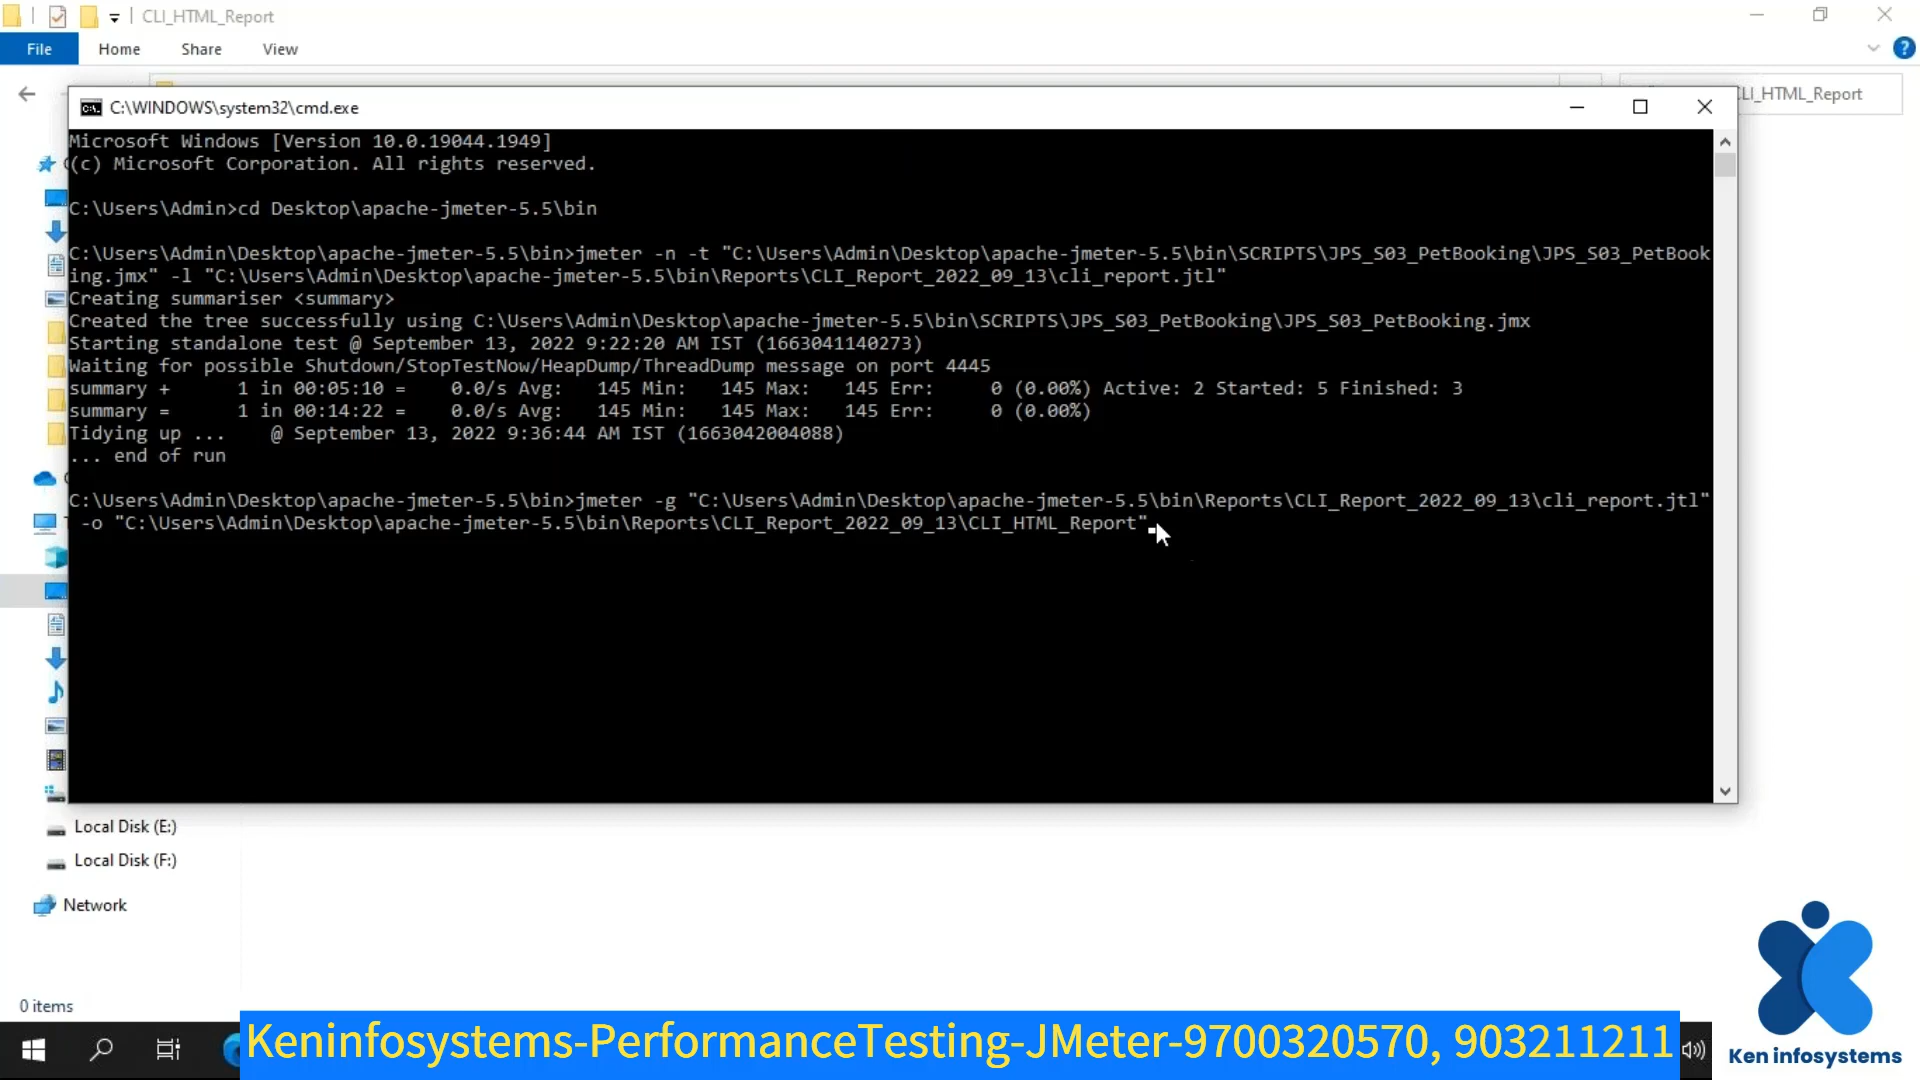 CLI_HTML_Report
File Home Share View
CLI_HTML_Report
C:\WINDOWS\system32\cmd.exe
Microsoft Windows [Version 10.0.19044.1949]
(c) Microsoft Corporation. All rights reserved.
C:\Users\Admin>cd Desktop\apache-jmeter-5.5\bin
C:\Users\Admin\Desktop\apache-jmeter-5.5\bin>jmeter -n -t "C:\Users\Admin\Desktop\apache-jmeter-5.5\bin\SCRIPTS\JPS_S03_PetBooking\JPS_S03_PetBook
ing.jmx" -l "C:\Users\Admin\Desktop\apache-jmeter-5.5\bin\Reports\CLI_Report_2022_09_13\cli_report.jtl"
Creating summariser <summary>
Created the tree successfully using C:\Users\Admin\Desktop\apache-jmeter-5.5\bin\SCRIPTS\JPS_S03_PetBooking\JPS_S03_PetBooking.jmx
Starting standalone test @ September 13, 2022 9:22:20 AM IST (1663041140273)
Waiting for possible Shutdown/StopTestNow/HeapDump/ThreadDump message on port 4445
summary + 1 in 00:05:10 = 0.0/s Avg: 145 Min: 145 Max: 145 Err: 0 (0.00%) Active: 2 Started: 5 Finished: 3
summary = 1 in 00:14:22 = 0.0/s Avg: 145 Min: 145 Max: 145 Err: 0 (0.00%)
Tidying up ... @ September 13, 2022 9:36:44 AM IST (1663042004088)
... end of run
C:\Users\Admin\Desktop\apache-jmeter-5.5\bin>jmeter -g "C:\Users\Admin\Desktop\apache-jmeter-5.5\bin\Reports\CLI_Report_2022_09_13\cli_report.jtl"
-o "C:\Users\Admin\Desktop\apache-jmeter-5.5\bin\Reports\CLI_Report_2022_09_13\CLI_HTML_Report"
Local Disk (E:)
Local Disk (F:)
Network
0 items
Keninfosystems-PerformanceTesting-JMeter-9700320570, 903211211
Ken infosystems